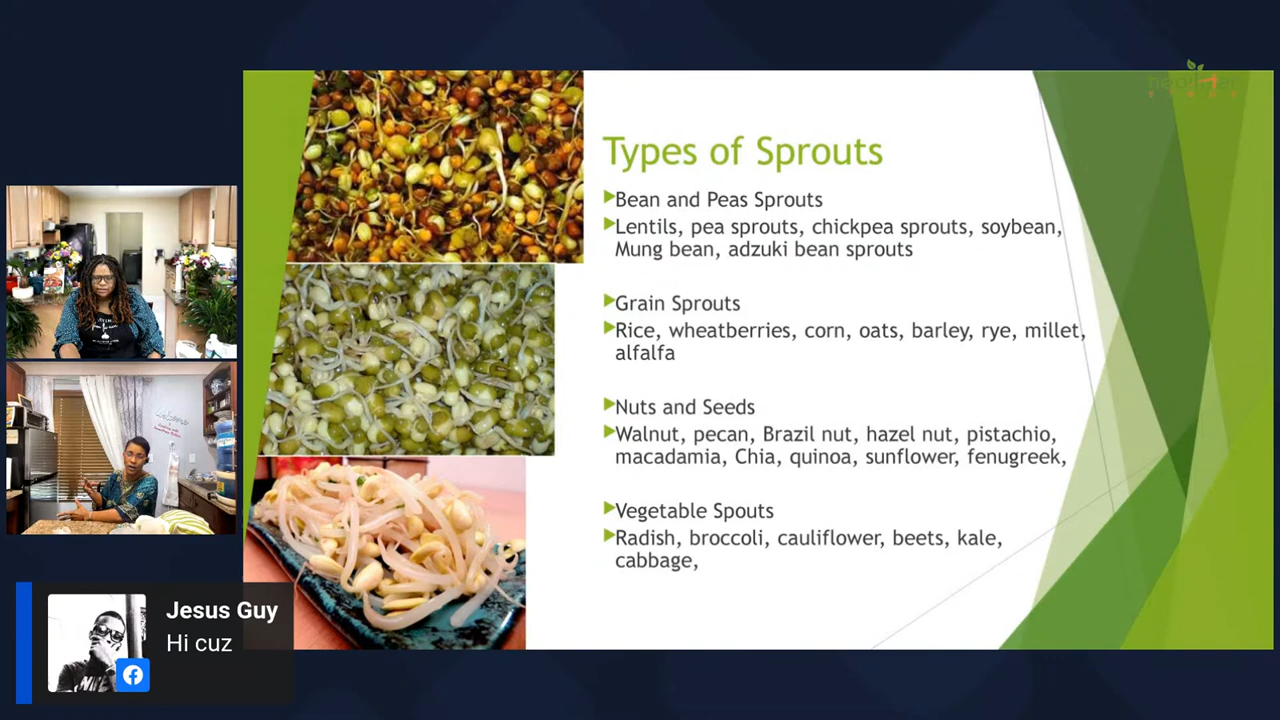 Types of Sprouts
Bean and Peas Sprouts
Lentils, pea sprouts, chickpea sprouts, soybean,
Mung bean, adzuki bean sprouts
Grain Sprouts
Rice, wheatberries, corn, oats, barley, rye, millet,
alfalfa
Nuts and Seeds
Walnut, pecan, Brazil nut, hazel nut, pistachio,
macadamia, Chia, quinoa, sunflower, fenugreek,
Vegetable Spouts
Radish, broccoli, cauliflower, beets, kale,
cabbage,
Jesus Guy
Hi cuz